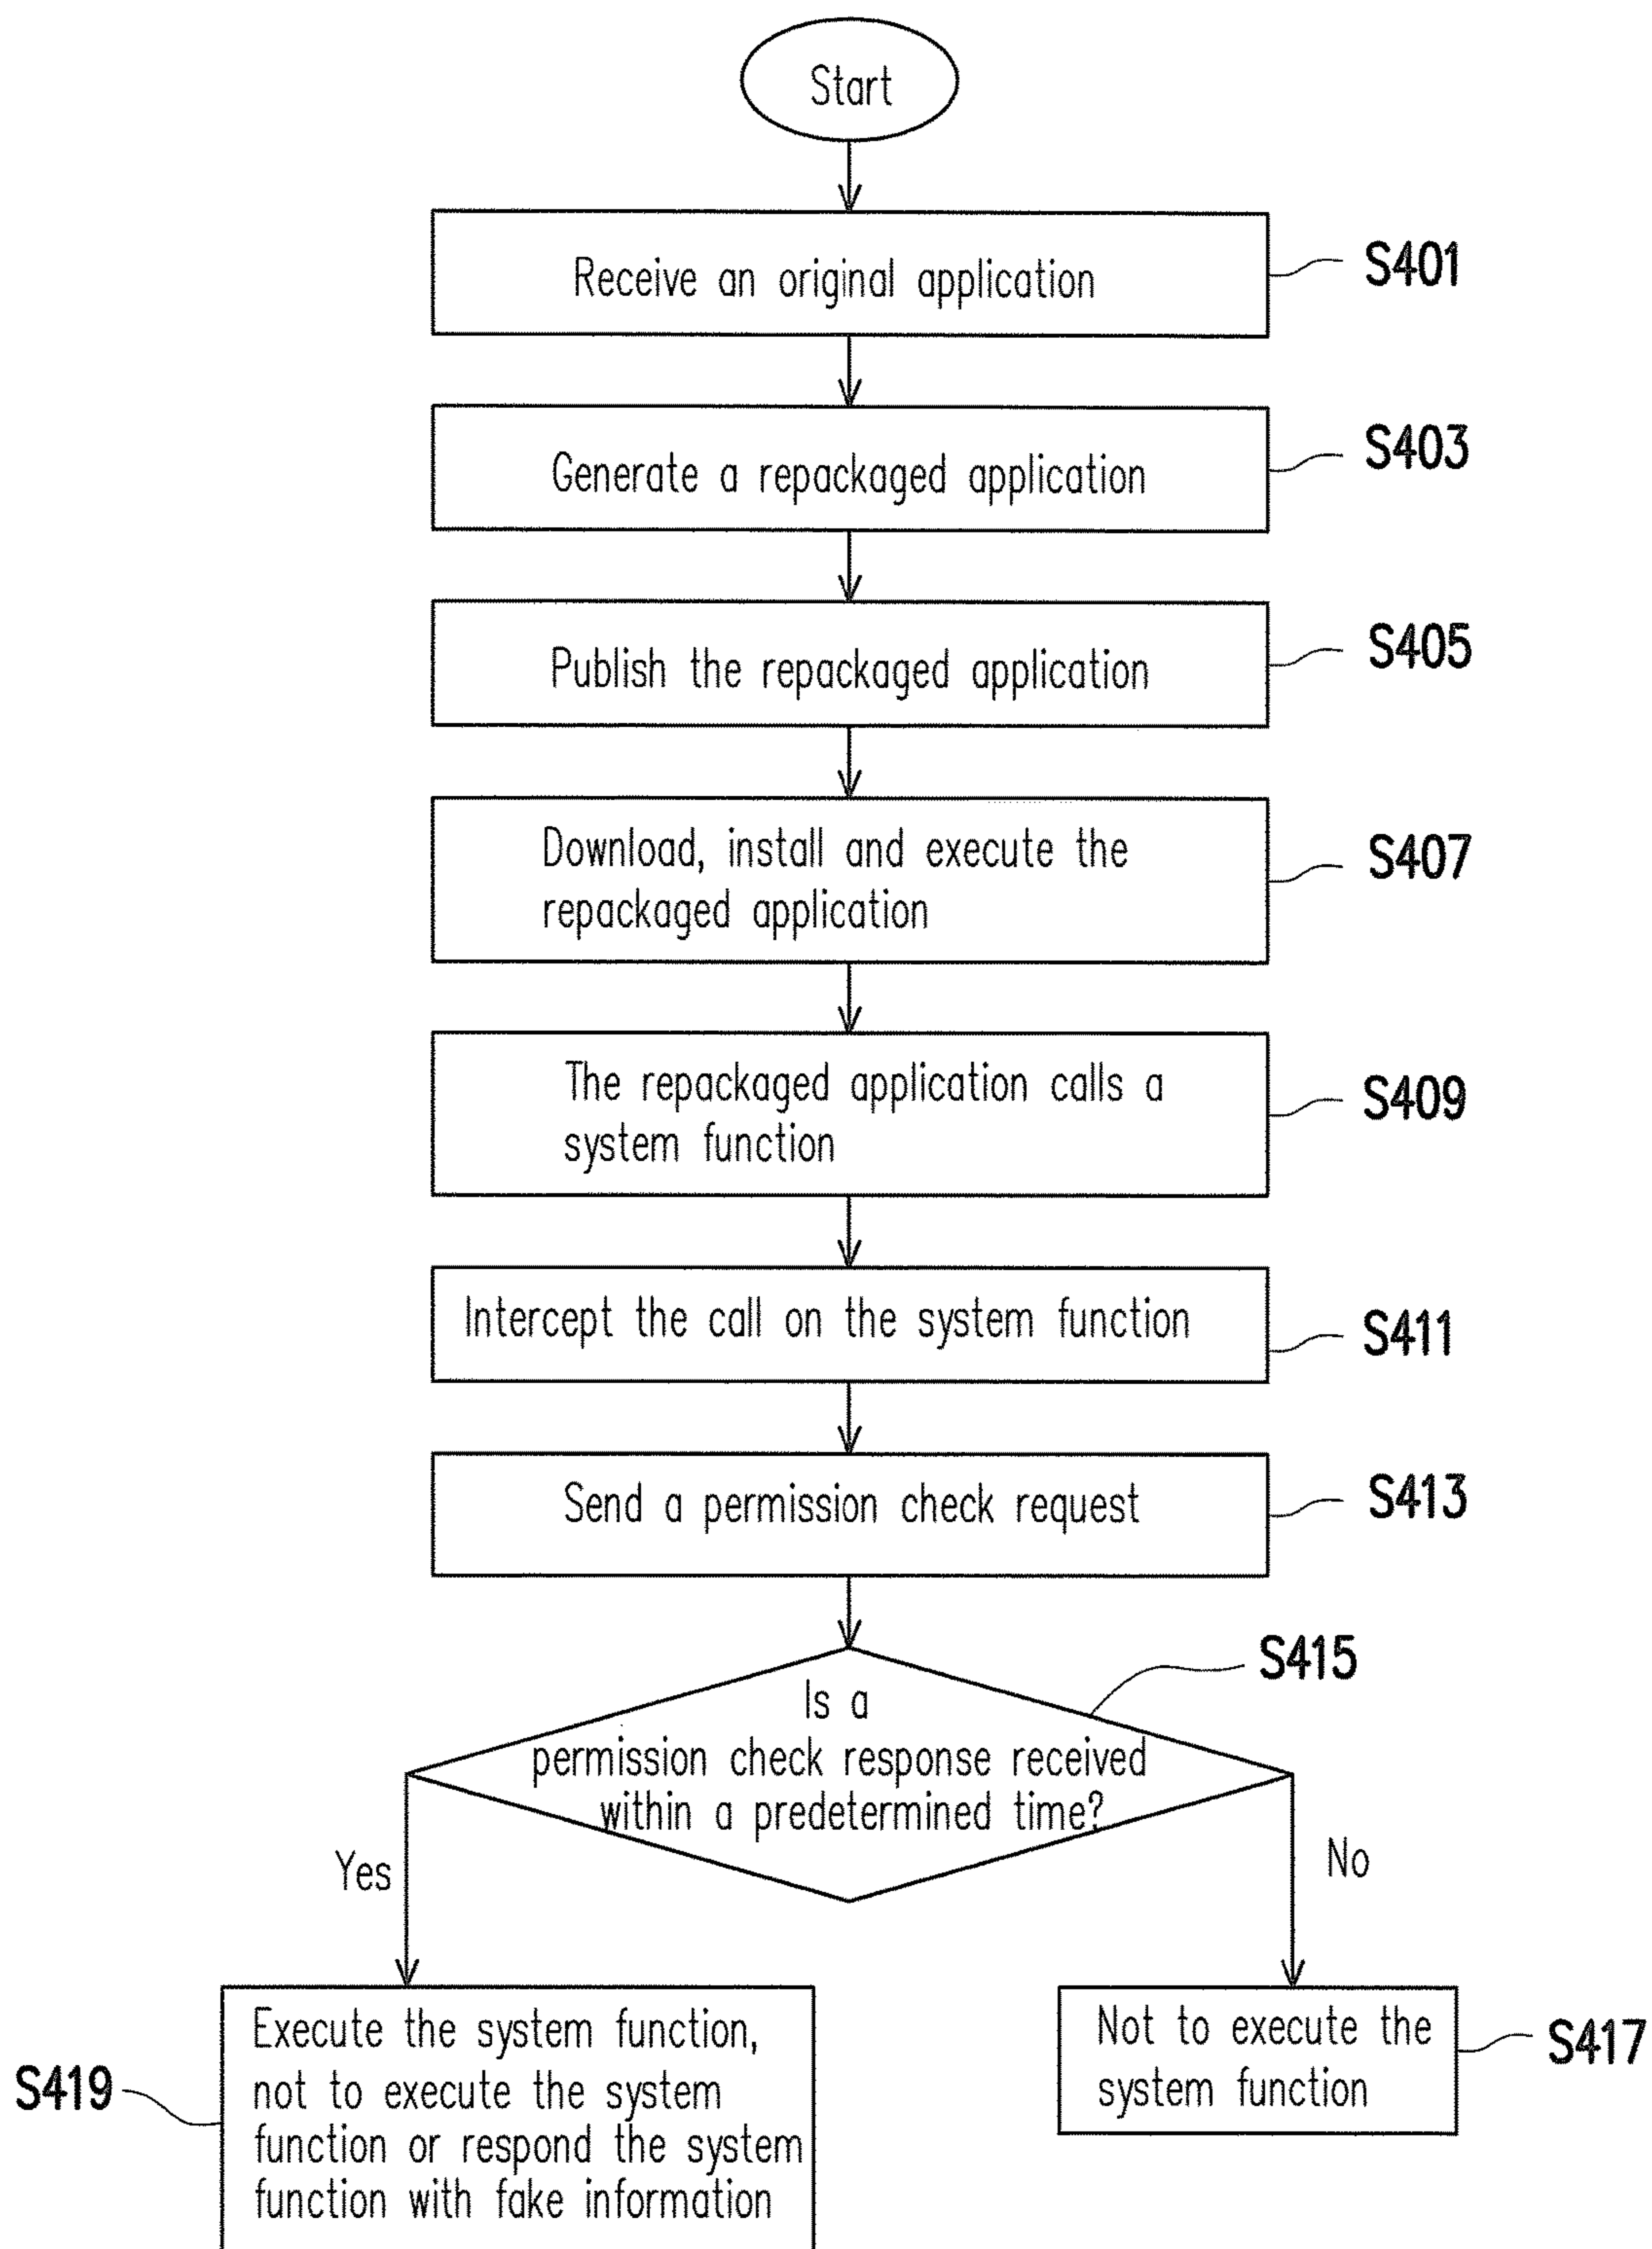 Start
Receive an original application
S401
Generate a repackaged application
S403
Publish the repackaged application
S405
Download, install and execute the
repackaged application
S407
The repackaged application calls a
system function
S409
Intercept the call on the system function
S411
Send a permission check request
S413
S415
Is a
permission check response received
within a predetermined time?
Yes
No
Execute the system function,
not to execute the system
function or respond the system
function with fake information
S419
Not to execute the
system function
S417